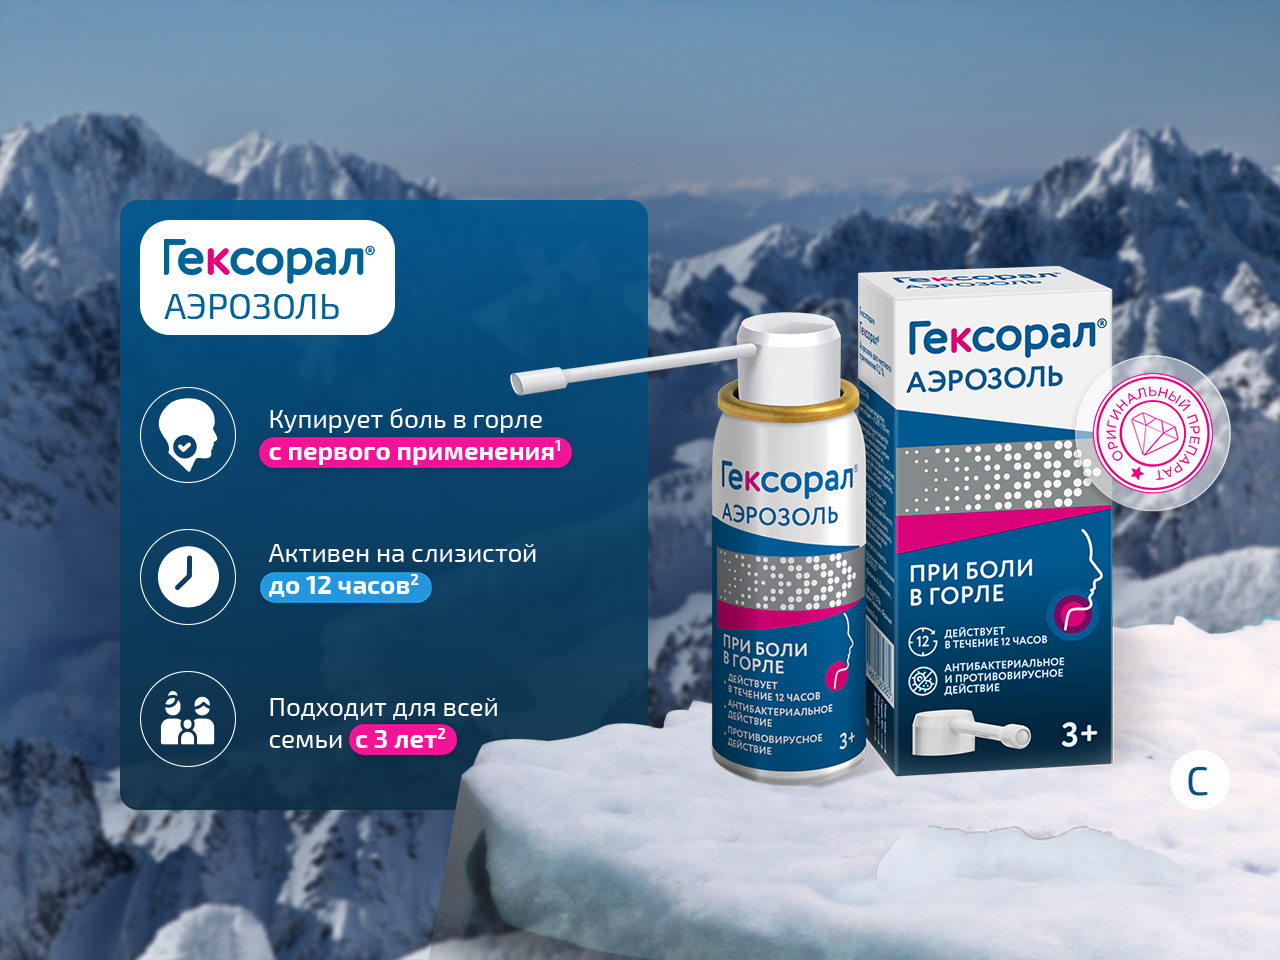 Гексорал®
АЭРОЗОЛЬ
Купирует боль в горле
с первого применения¹
Активен на слизистой
до 12 часов²
Подходит для всей
семьи с 3 лет²
Гексорал®
АЭРОЗОЛЬ
ПРИ БОЛИ
В ГОРЛЕ
· ДЕЙСТВУЕТ
В ТЕЧЕНИЕ 12 ЧАСОВ
· АНТИБАКТЕРИАЛЬНОЕ
ДЕЙСТВИЕ
· ПРОТИВОВИРУСНОЕ
ДЕЙСТВИЕ
3+
Гексорал
АЭРОЗОЛЬ
Гексорал®
АЭРОЗОЛЬ
ПРИ БОЛИ
В ГОРЛЕ
12
ДЕЙСТВУЕТ
В ТЕЧЕНИЕ 12 ЧАСОВ
АНТИБАКТЕРИАЛЬНОЕ
И ПРОТИВОВИРУСНОЕ
ДЕЙСТВИЕ
3+
ОРИГИНАЛЬНЫЙ ПРЕПАРАТ
С